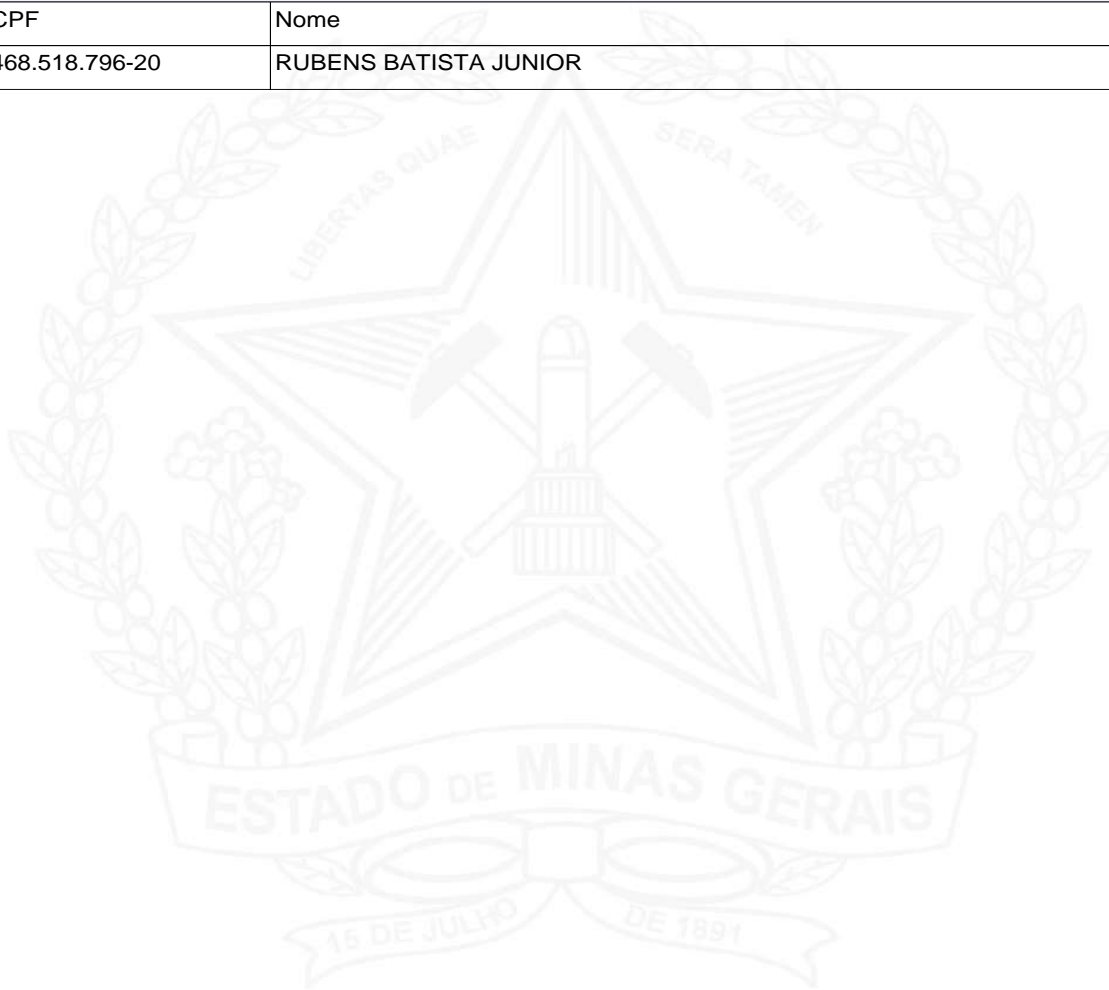 CPF Nome
468.518.796-20 RUBENS BATISTA JUNIOR
LIBERTAS QUAE SERA TAMEN
ESTADO DE MINAS GERAIS
15 DE JULHO DE 1891